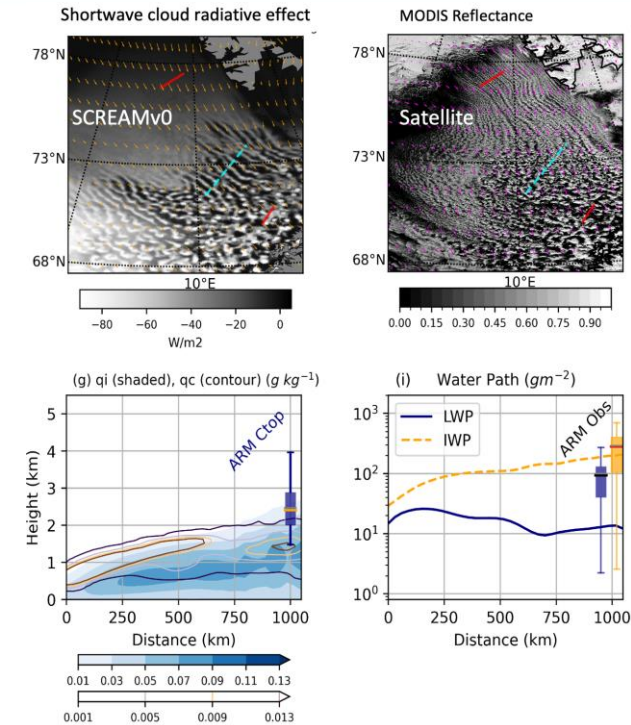 Shortwave cloud radiative effect
MODIS Reflectance
78°N
73°N
68°N
SCREAMv0
10°E
−80 −60 −40 −20 0
W/m2
78°N
73°N
68°N
Satellite
10°E
0.00 0.15 0.30 0.45 0.60 0.75 0.90
(g) qi (shaded), qc (contour) (g kg⁻¹)
Height (km)
5
4
3
2
1
0
ARM Ctop
0 250 500 750 1000
Distance (km)
0.01 0.03 0.05 0.07 0.09 0.11 0.13
0.001 0.005 0.009 0.013
(i) Water Path (gm⁻²)
10³
10²
10¹
10⁰
LWP
IWP
ARM Obs
0 250 500 750 1000
Distance (km)